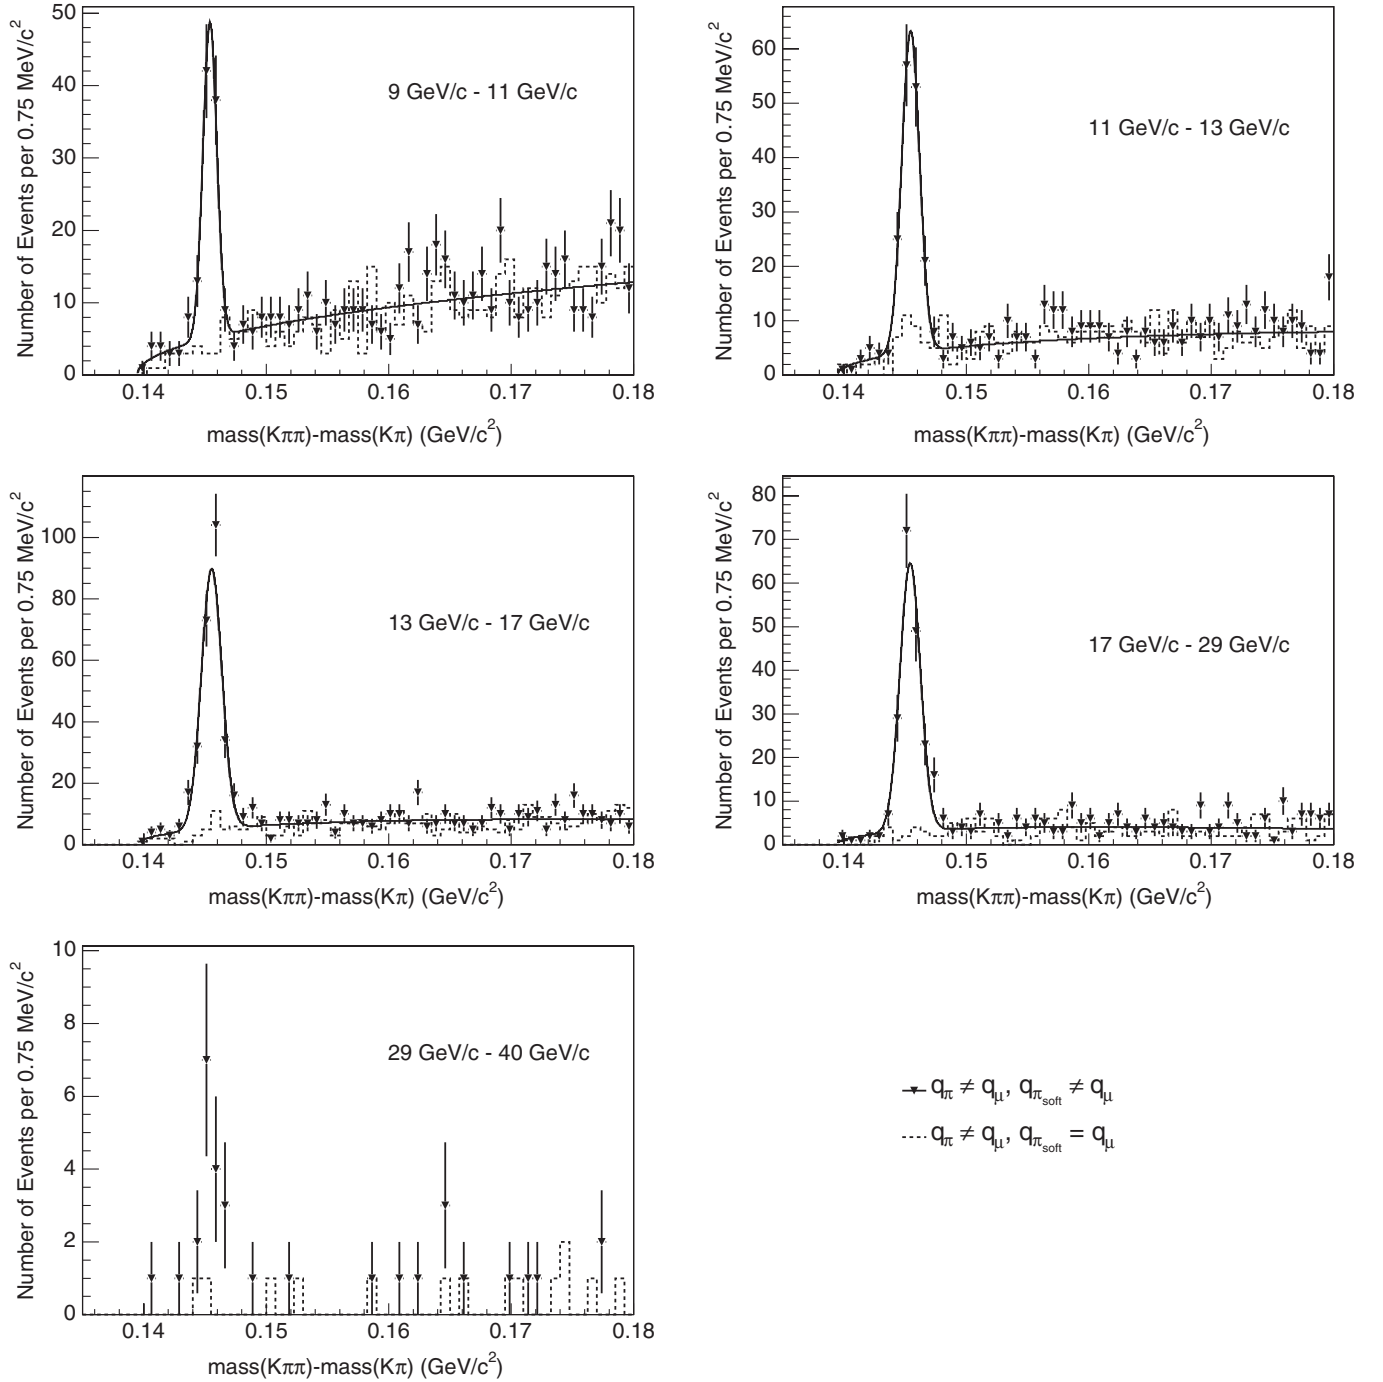 Number of Events per 0.75 MeV/c²
50
40
30
20
10
0
9 GeV/c - 11 GeV/c
0.14 0.15 0.16 0.17 0.18
mass(Kππ)-mass(Kπ) (GeV/c²)
Number of Events per 0.75 MeV/c²
60
50
40
30
20
10
0
11 GeV/c - 13 GeV/c
0.14 0.15 0.16 0.17 0.18
mass(Kππ)-mass(Kπ) (GeV/c²)
Number of Events per 0.75 MeV/c²
100
80
60
40
20
0
13 GeV/c - 17 GeV/c
0.14 0.15 0.16 0.17 0.18
mass(Kππ)-mass(Kπ) (GeV/c²)
Number of Events per 0.75 MeV/c²
80
70
60
50
40
30
20
10
0
17 GeV/c - 29 GeV/c
0.14 0.15 0.16 0.17 0.18
mass(Kππ)-mass(Kπ) (GeV/c²)
Number of Events per 0.75 MeV/c²
10
8
6
4
2
0
29 GeV/c - 40 GeV/c
0.14 0.15 0.16 0.17 0.18
mass(Kππ)-mass(Kπ) (GeV/c²)
qπ ≠ qμ, qπsoft ≠ qμ
qπ ≠ qμ, qπsoft = qμ